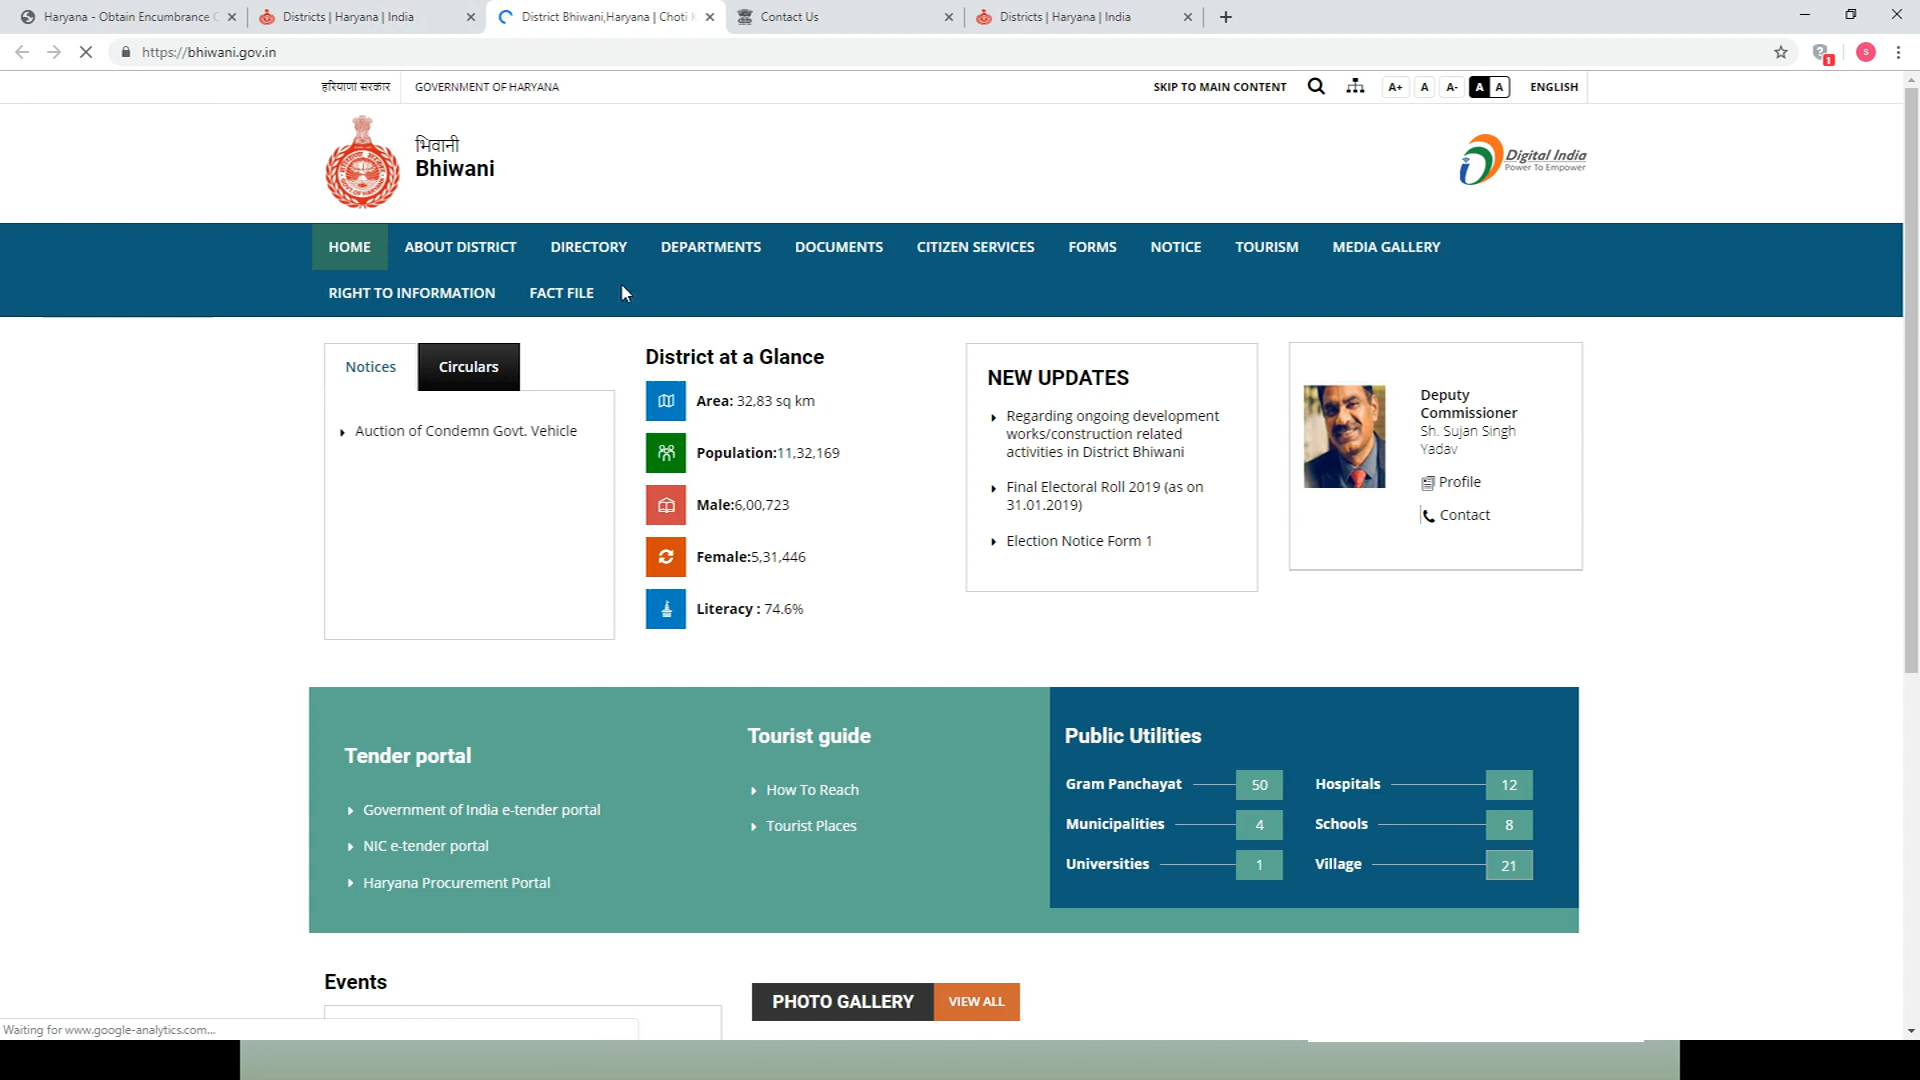 Haryana - Obtain Encumbrance C
Districts | Haryana | India
District Bhiwani,Haryana | Choti K
Contact Us
Districts | Haryana | India
https://bhiwani.gov.in
1
S
हरियाणा सरकार
GOVERNMENT OF HARYANA
SKIP TO MAIN CONTENT
A+
A
A-
A
A
ENGLISH
भिवानी
Bhiwani
Digital India
Power To Empower
HOME
ABOUT DISTRICT
DIRECTORY
DEPARTMENTS
DOCUMENTS
CITIZEN SERVICES
FORMS
NOTICE
TOURISM
MEDIA GALLERY
RIGHT TO INFORMATION
FACT FILE
Notices
Circulars
Auction of Condemn Govt. Vehicle
District at a Glance
Area: 32,83 sq km
Population:11,32,169
Male:6,00,723
Female:5,31,446
Literacy : 74.6%
NEW UPDATES
Regarding ongoing development
works/construction related
activities in District Bhiwani
Final Electoral Roll 2019 (as on
31.01.2019)
Election Notice Form 1
Deputy
Commissioner
Sh. Sujan Singh
Yadav
Profile
Contact
Tender portal
Government of India e-tender portal
NIC e-tender portal
Haryana Procurement Portal
Tourist guide
How To Reach
Tourist Places
Public Utilities
Gram Panchayat 50
Hospitals 12
Municipalities 4
Schools 8
Universities 1
Village 21
Events
PHOTO GALLERY
VIEW ALL
Waiting for www.google-analytics.com...